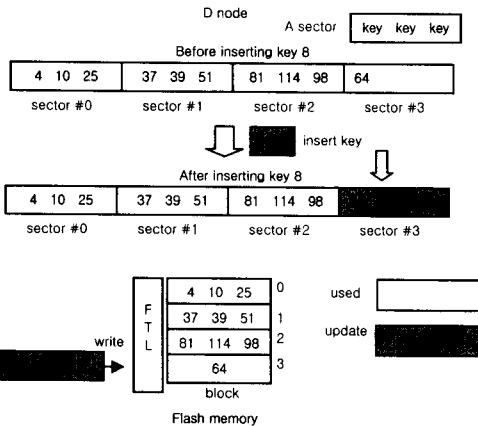 D node
A sector key key key
Before inserting key 8
4 10 25 37 39 51 81 114 98 64
sector #0 sector #1 sector #2 sector #3
insert key
After inserting key 8
4 10 25 37 39 51 81 114 98
sector #0 sector #1 sector #2 sector #3
FTL
4 10 25 0
37 39 51 1
81 114 98 2
64 3
used
update
write
block
Flash memory